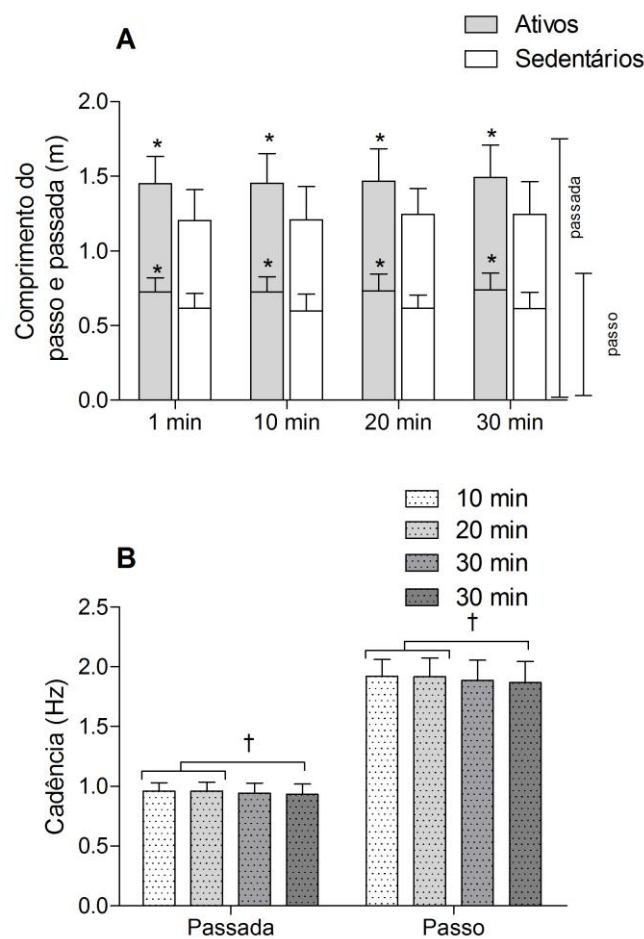 A
Ativos
Sedentários
Comprimento do
passo e passada (m)
2.0
1.5
1.0
0.5
0.0
* * * *
* * * *
1 min 10 min 20 min 30 min
passada
passo
B
10 min
20 min
30 min
30 min
Cadência (Hz)
2.5
2.0
1.5
1.0
0.5
0.0
†
†
Passada Passo